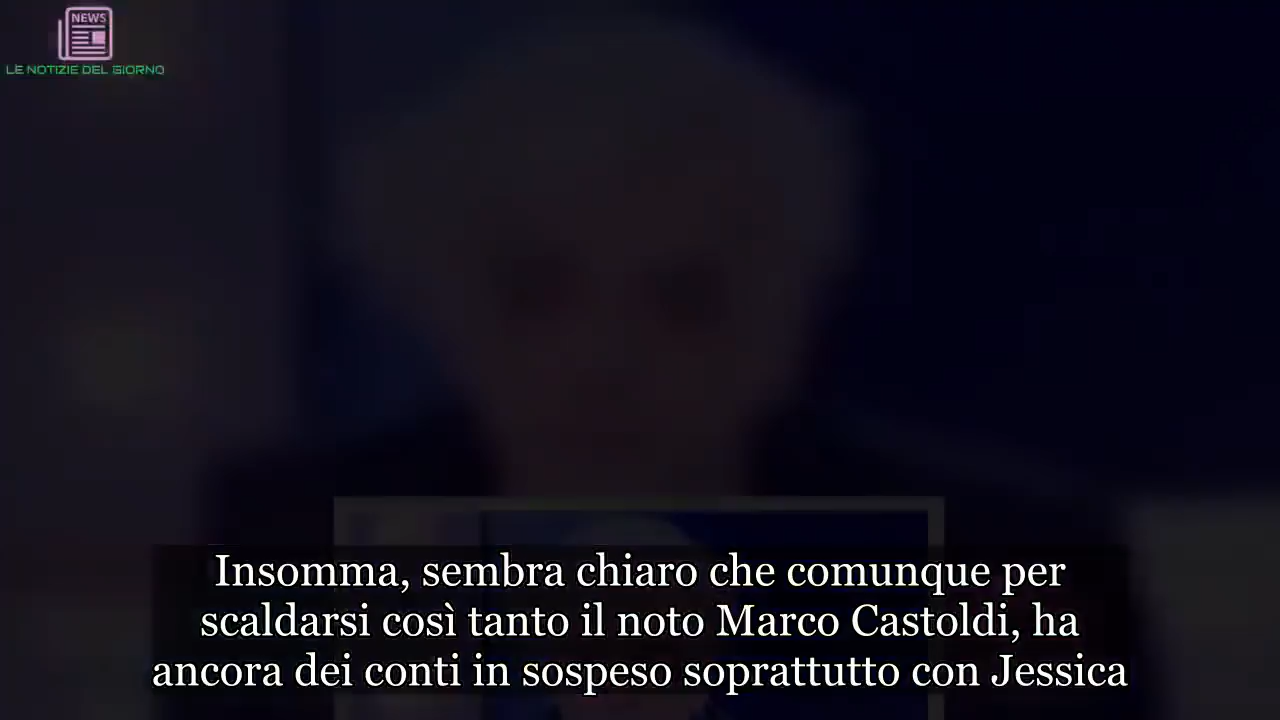 NEWS
LE NOTIZIE DEL GIORNO
Insomma, sembra chiaro che comunque per
scaldarsi così tanto il noto Marco Castoldi, ha
ancora dei conti in sospeso soprattutto con Jessica